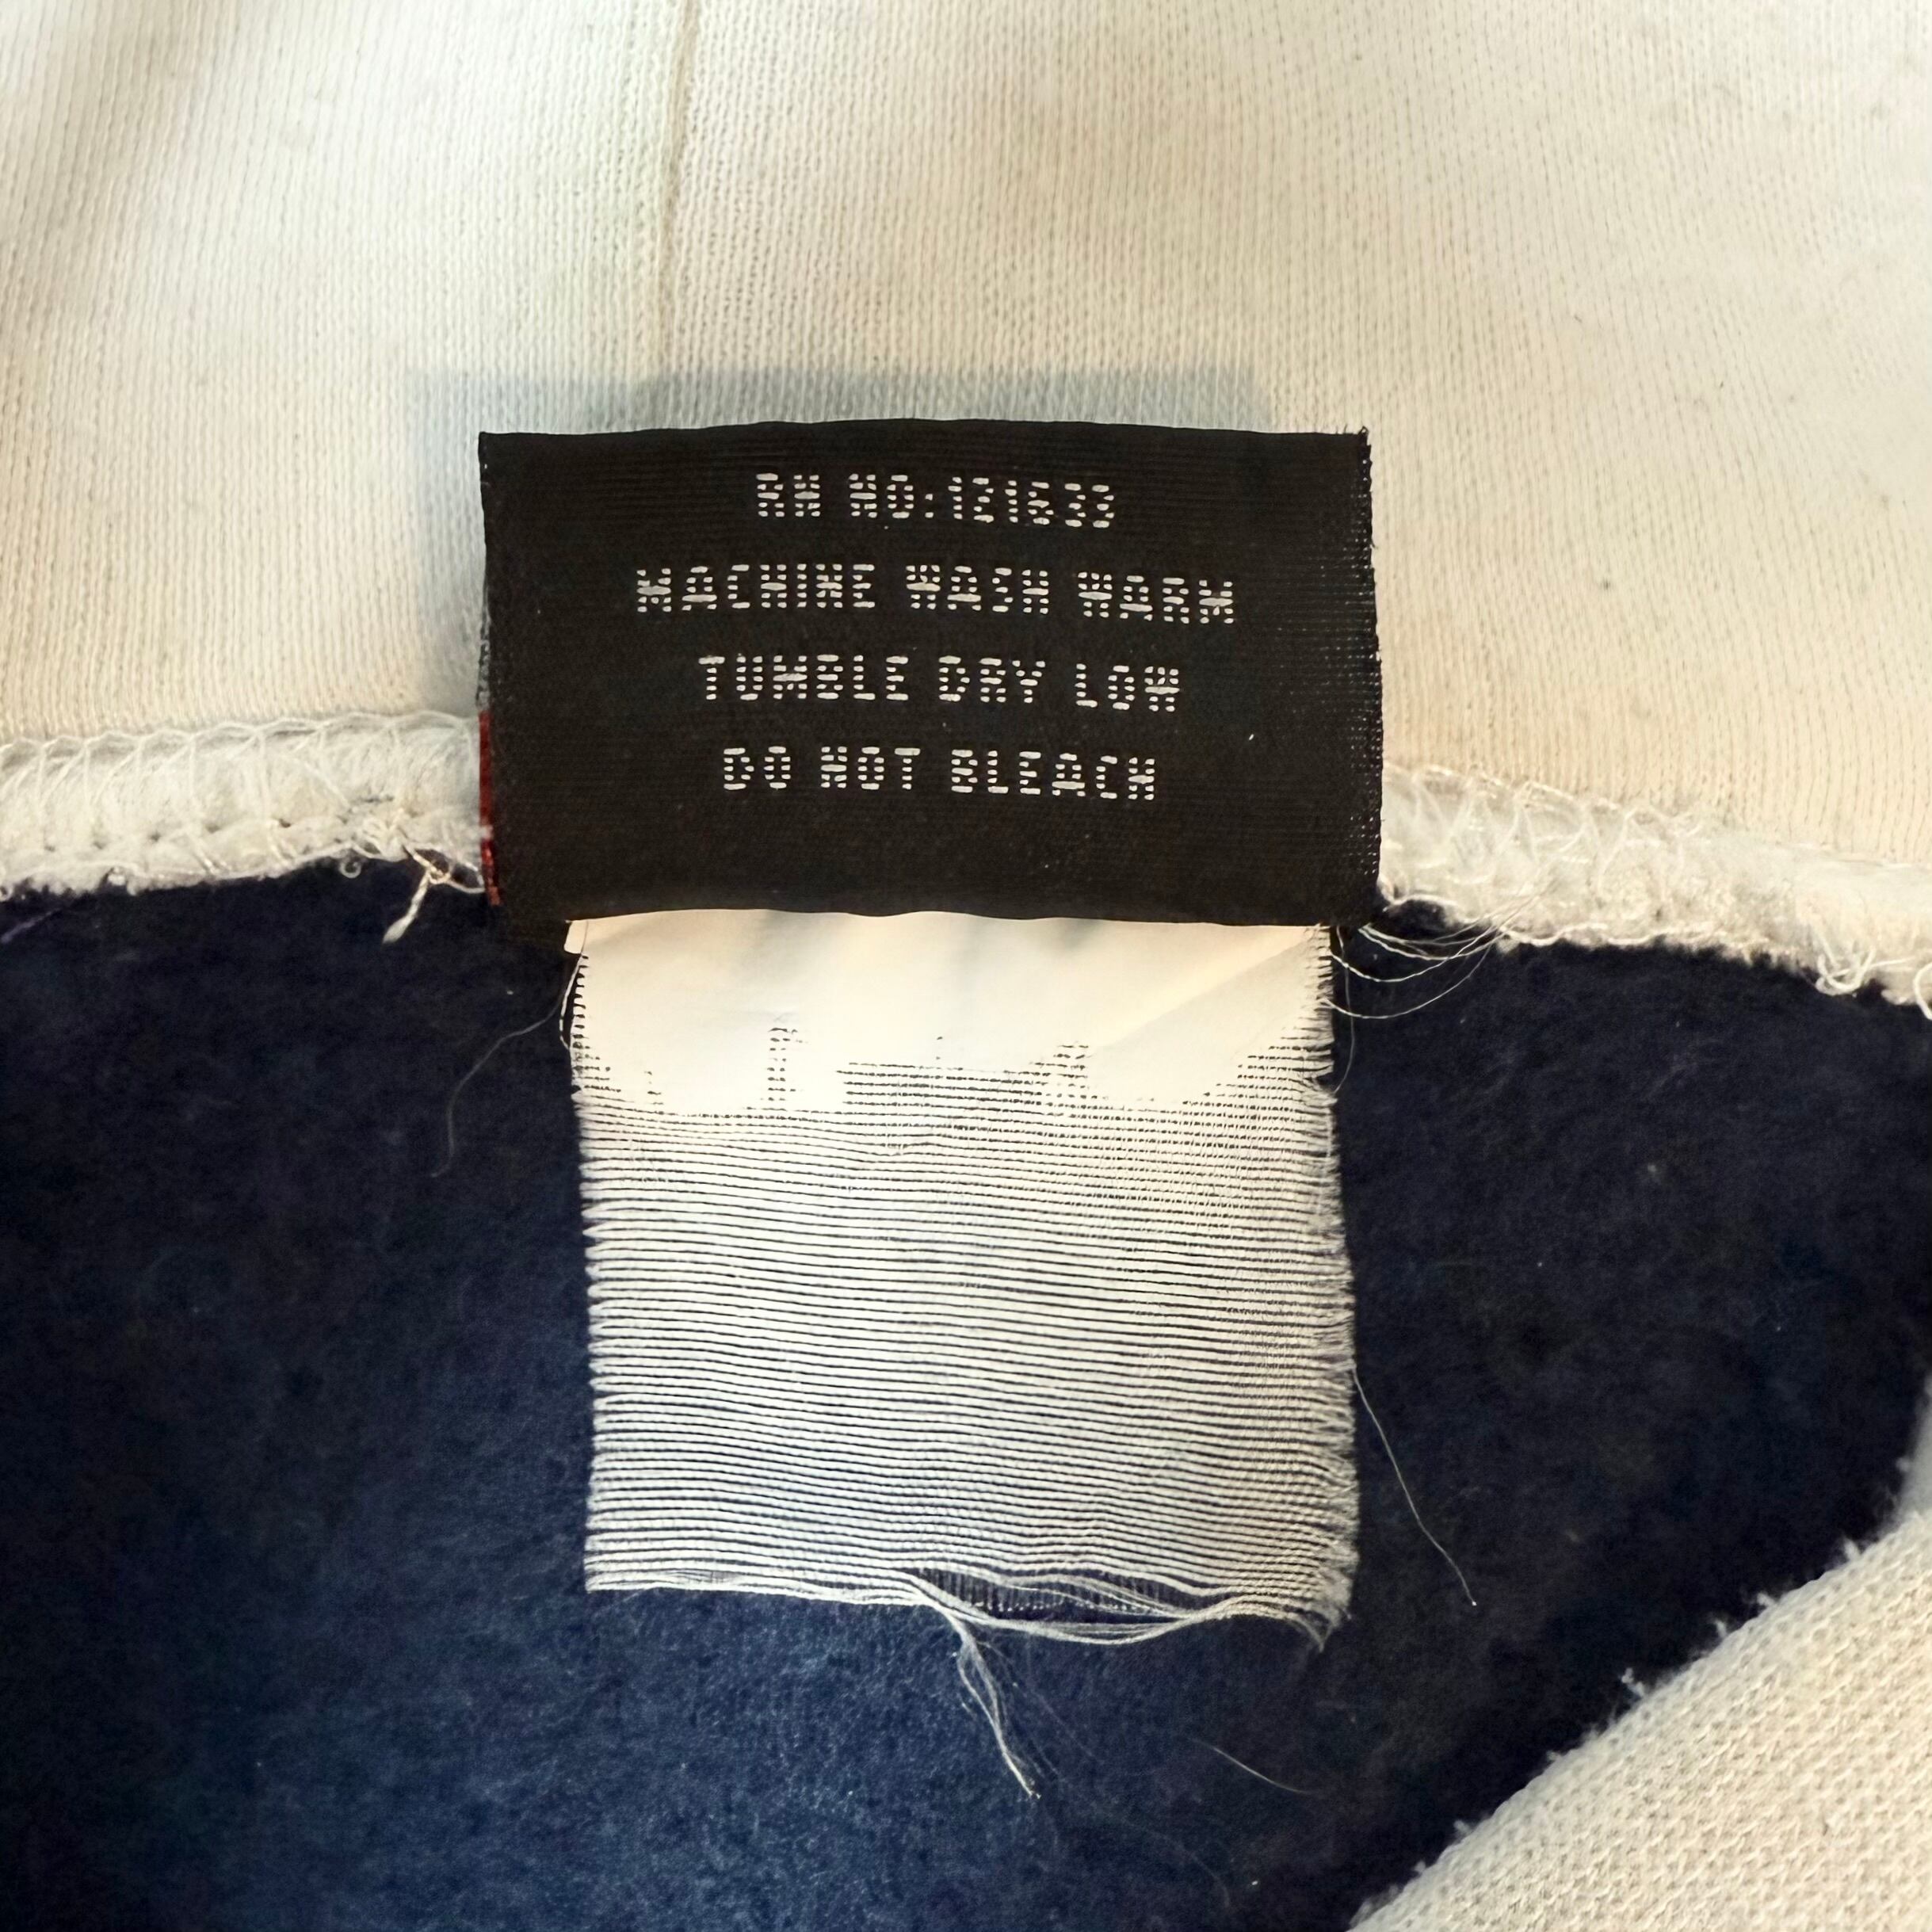 RN NO:121633
MACHINE WASH WARM
TUMBLE DRY LOW
DO NOT BLEACH